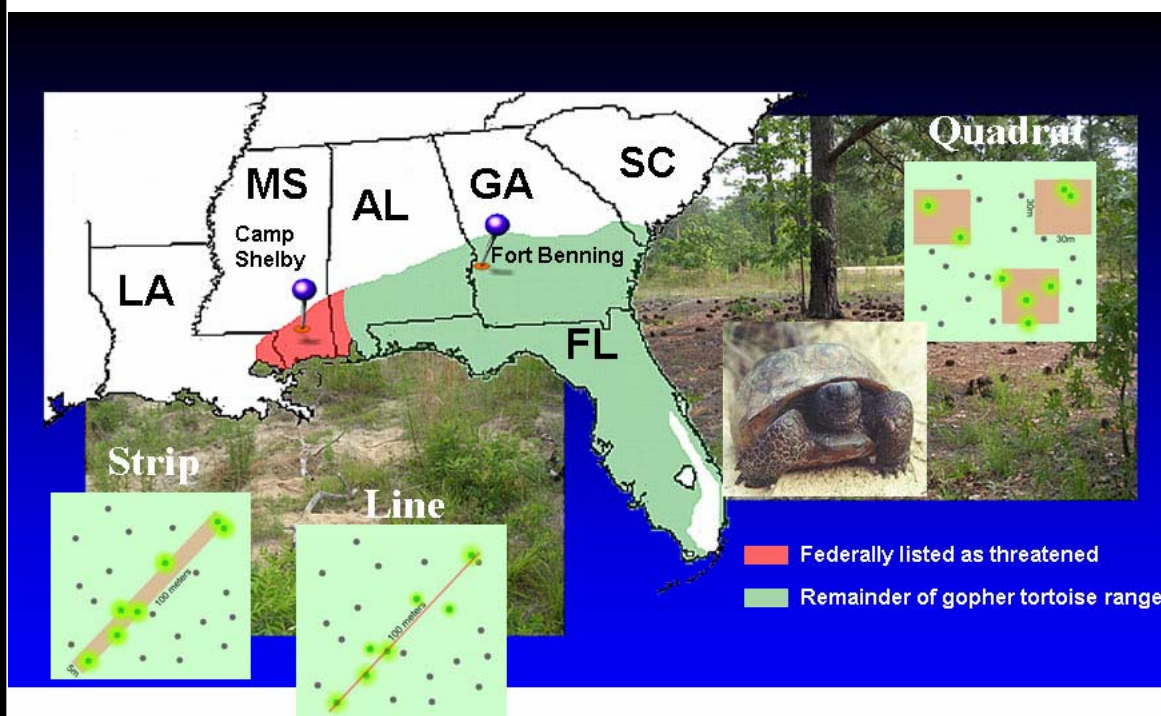 Quadrat
30m
30m
MS
AL
GA
SC
Camp
Shelby
Fort Benning
LA
FL
Strip
100 meters
5m
Line
100 meters
Federally listed as threatened
Remainder of gopher tortoise range